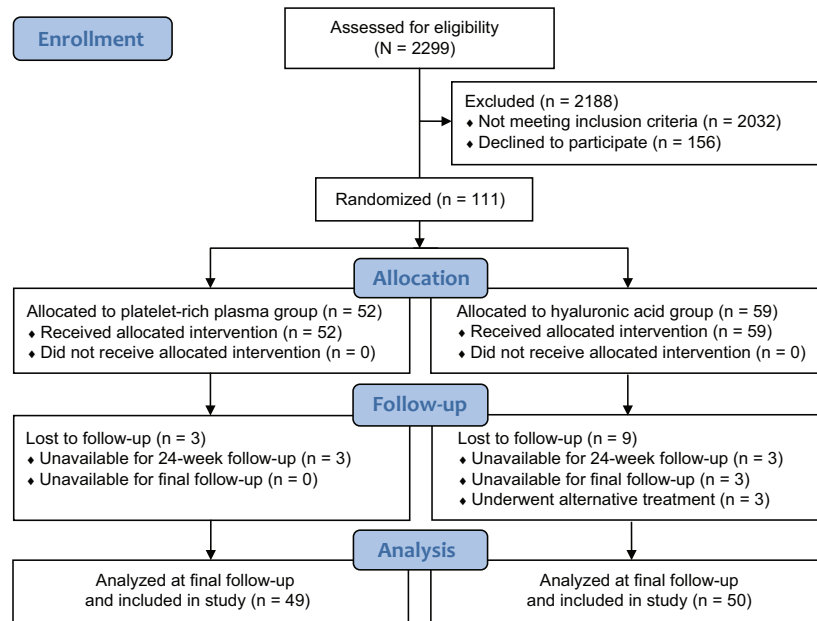 Enrollment
Assessed for eligibility
(N = 2299)
Excluded (n = 2188)
♦ Not meeting inclusion criteria (n = 2032)
♦ Declined to participate (n = 156)
Randomized (n = 111)
Allocation
Allocated to platelet-rich plasma group (n = 52)
♦ Received allocated intervention (n = 52)
♦ Did not receive allocated intervention (n = 0)
Allocated to hyaluronic acid group (n = 59)
♦ Received allocated intervention (n = 59)
♦ Did not receive allocated intervention (n = 0)
Follow-up
Lost to follow-up (n = 3)
♦ Unavailable for 24-week follow-up (n = 3)
♦ Unavailable for final follow-up (n = 0)
Lost to follow-up (n = 9)
♦ Unavailable for 24-week follow-up (n = 3)
♦ Unavailable for final follow-up (n = 3)
♦ Underwent alternative treatment (n = 3)
Analysis
Analyzed at final follow-up
and included in study (n = 49)
Analyzed at final follow-up
and included in study (n = 50)